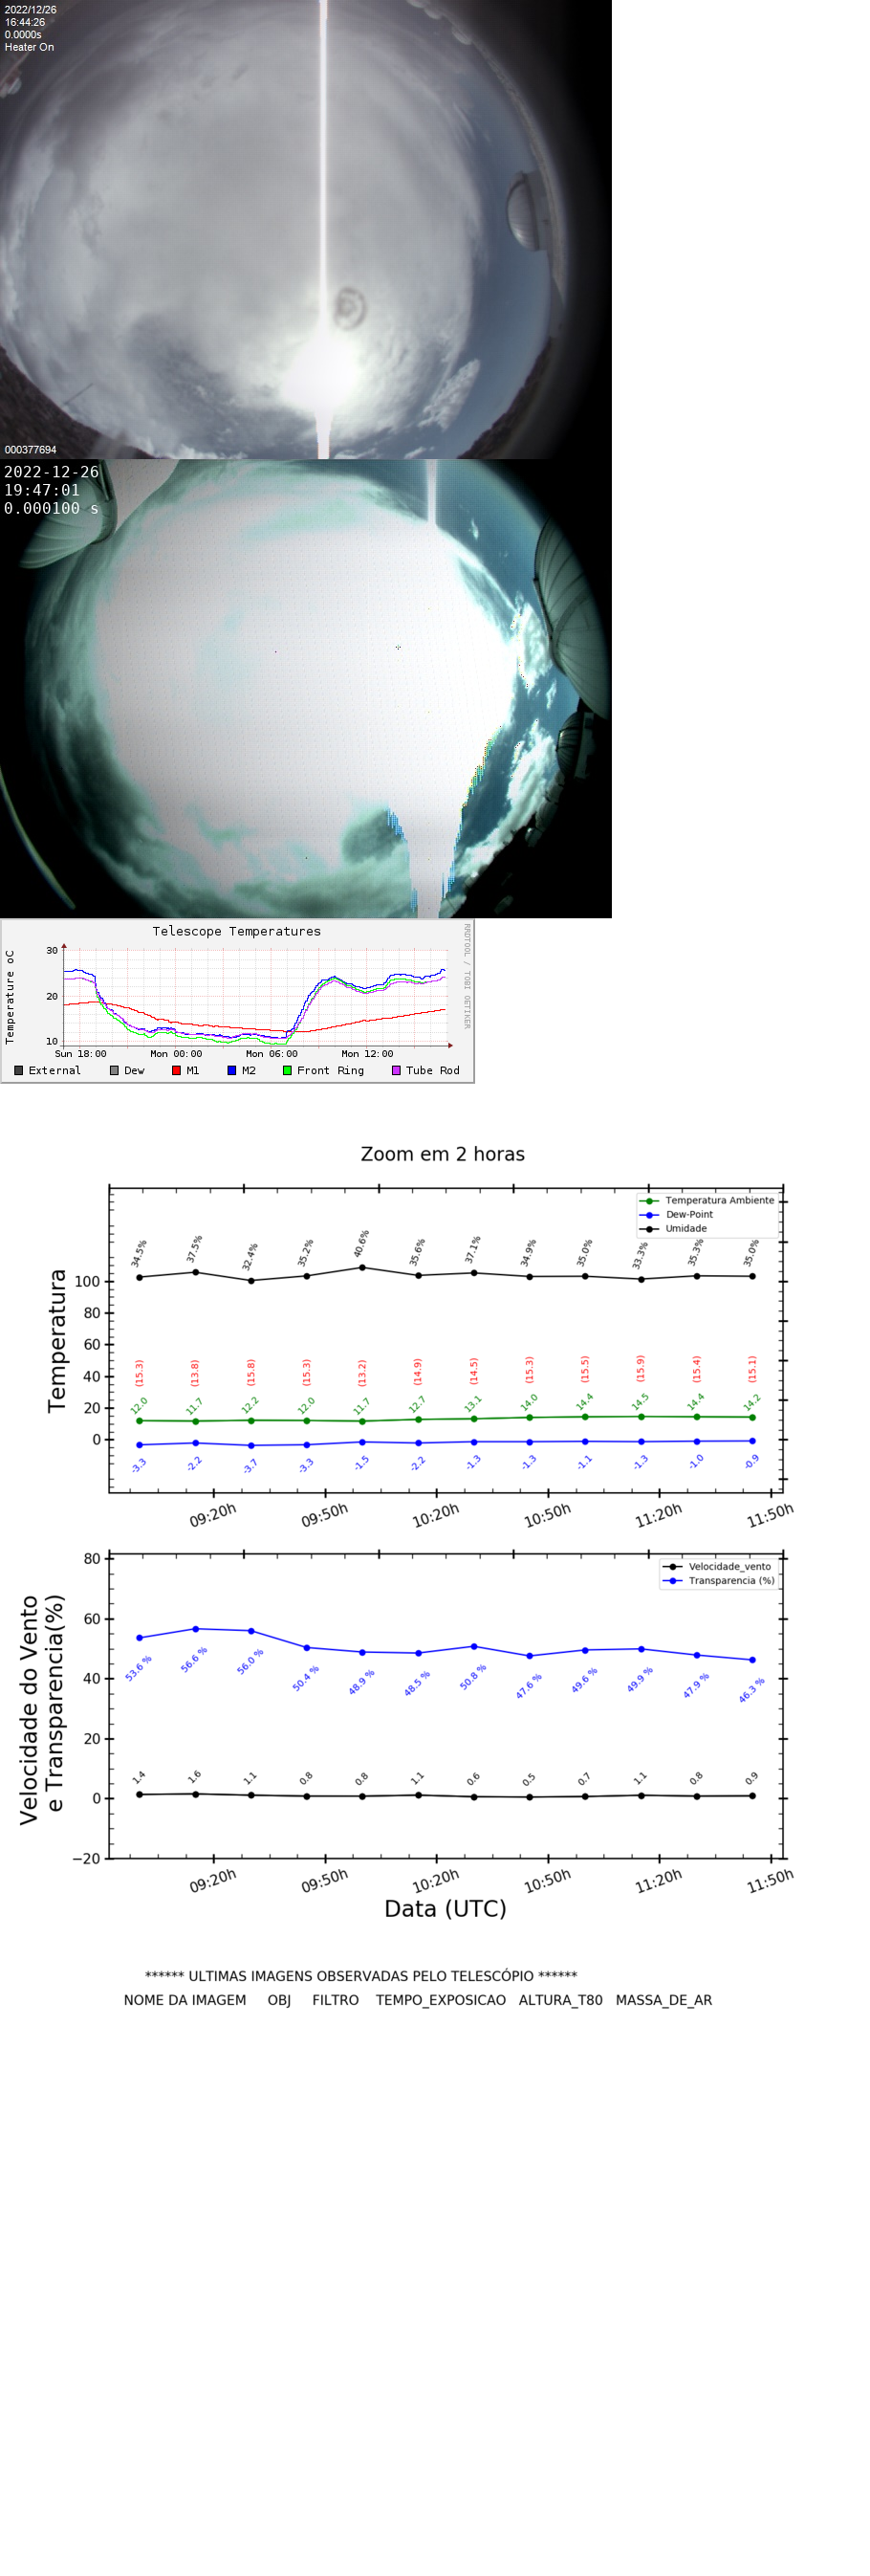 2022/12/26
16:44:26
0.0000s
Heater On
000377694
2022-12-26
19:47:01
0.000100 s
Telescope Temperatures
RRDTOOL / TOBI OETIKER
Temperature oC
30
20
10
Sun 18:00 Mon 00:00 Mon 06:00 Mon 12:00
External Dew M1 M2 Front Ring Tube Rod
Zoom em 2 horas
Temperatura Ambiente
Dew-Point
Umidade
34.5% 37.5% 32.4% 35.2% 40.6% 35.6% 37.1% 34.9% 35.0% 33.3% 35.3% 35.0%
Temperatura
100
80
60
40
20
0
(15.3) (13.8) (15.8) (15.3) (13.2) (14.9) (14.5) (15.3) (15.5) (15.9) (15.4) (15.1)
12.0 11.7 12.2 12.0 11.7 12.7 13.1 14.0 14.4 14.5 14.4 14.2
-3.3 -2.2 -3.7 -3.3 -1.5 -2.2 -1.3 -1.3 -1.1 -1.3 -1.0 -0.9
09:20h 09:50h 10:20h 10:50h 11:20h 11:50h
Velocidade_vento
Transparencia (%)
Velocidade do Vento
e Transparencia(%)
80
60
40
20
0
−20
53.6 % 56.6 % 56.0 % 50.4 % 48.9 % 48.5 % 50.8 % 47.6 % 49.6 % 49.9 % 47.9 % 46.3 %
1.4 1.6 1.1 0.8 0.8 1.1 0.6 0.5 0.7 1.1 0.8 0.9
09:20h 09:50h 10:20h 10:50h 11:20h 11:50h
Data (UTC)
****** ULTIMAS IMAGENS OBSERVADAS PELO TELESCÓPIO ******
NOME DA IMAGEM OBJ FILTRO TEMPO_EXPOSICAO ALTURA_T80 MASSA_DE_AR